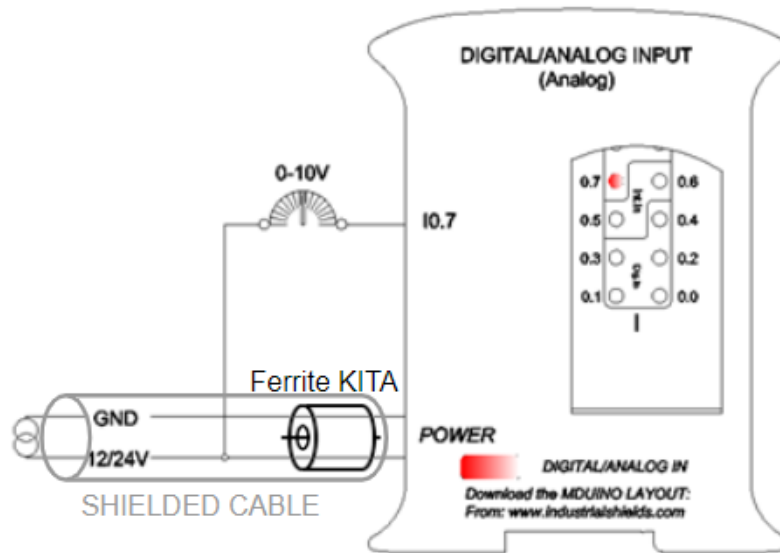 DIGITAL/ANALOG INPUT
(Analog)
0-10V
I0.7
0.7
0.6
0.5
0.4
0.3
0.2
0.1
0.0
I
Ferrite KITA
GND
12/24V
POWER
SHIELDED CABLE
DIGITAL/ANALOG IN
Download the MDUINO LAYOUT:
From: www.industrialshields.com